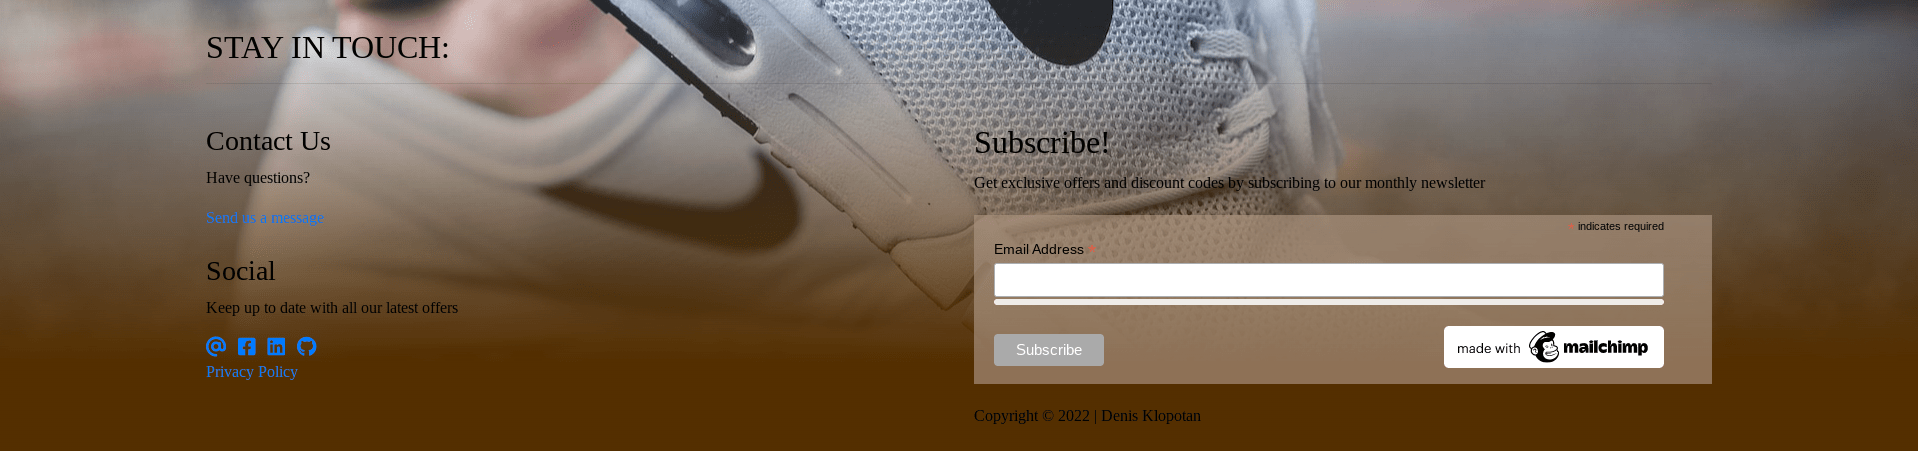 STAY IN TOUCH:
Contact Us
Have questions?
Send us a message
Social
Keep up to date with all our latest offers
Privacy Policy
Subscribe!
Get exclusive offers and discount codes by subscribing to our monthly newsletter
* indicates required
Email Address *
Subscribe
made with mailchimp
Copyright © 2022 | Denis Klopotan